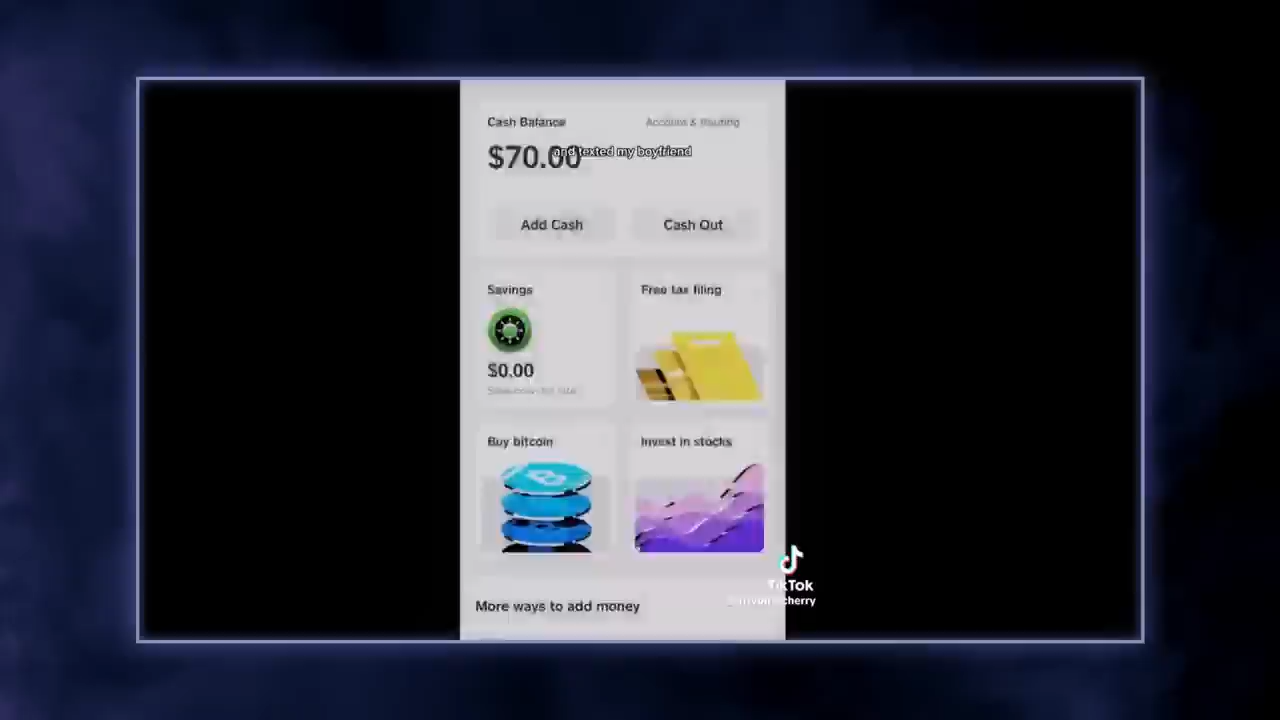 Cash Balance
Account & Routing
$70.00
and texted my boyfriend
Add Cash
Cash Out
Savings
Free tax filing
$0.00
Buy bitcoin
Invest in stocks
TikTok
More ways to add money